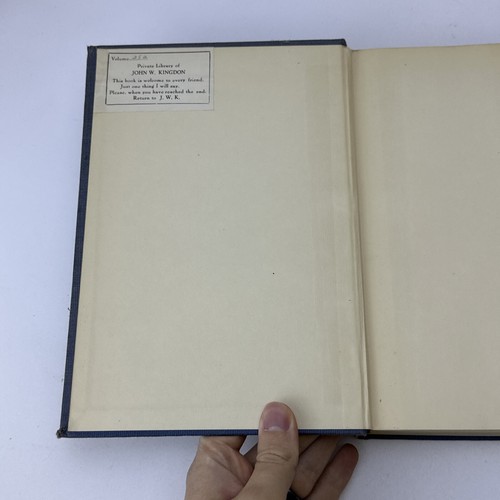 Volume
Private Library of
JOHN W. KINGDON
This book is welcome to every friend,
Just one thing I will say,
Please, when you have reached the end,
Return to J. W. K.